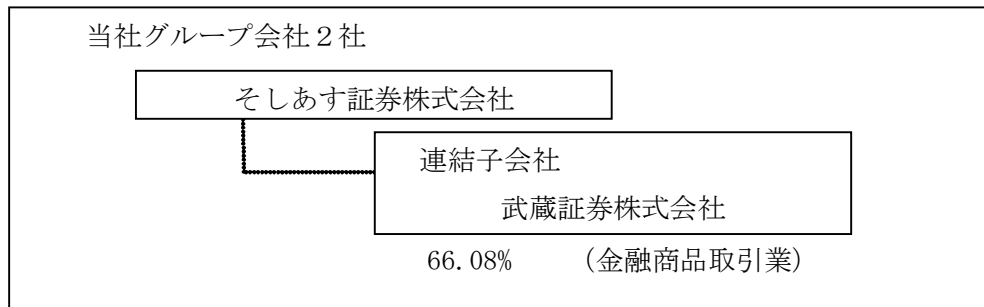 当社グループ会社２社
そしあす証券株式会社
連結子会社
武蔵証券株式会社
66.08% （金融商品取引業）